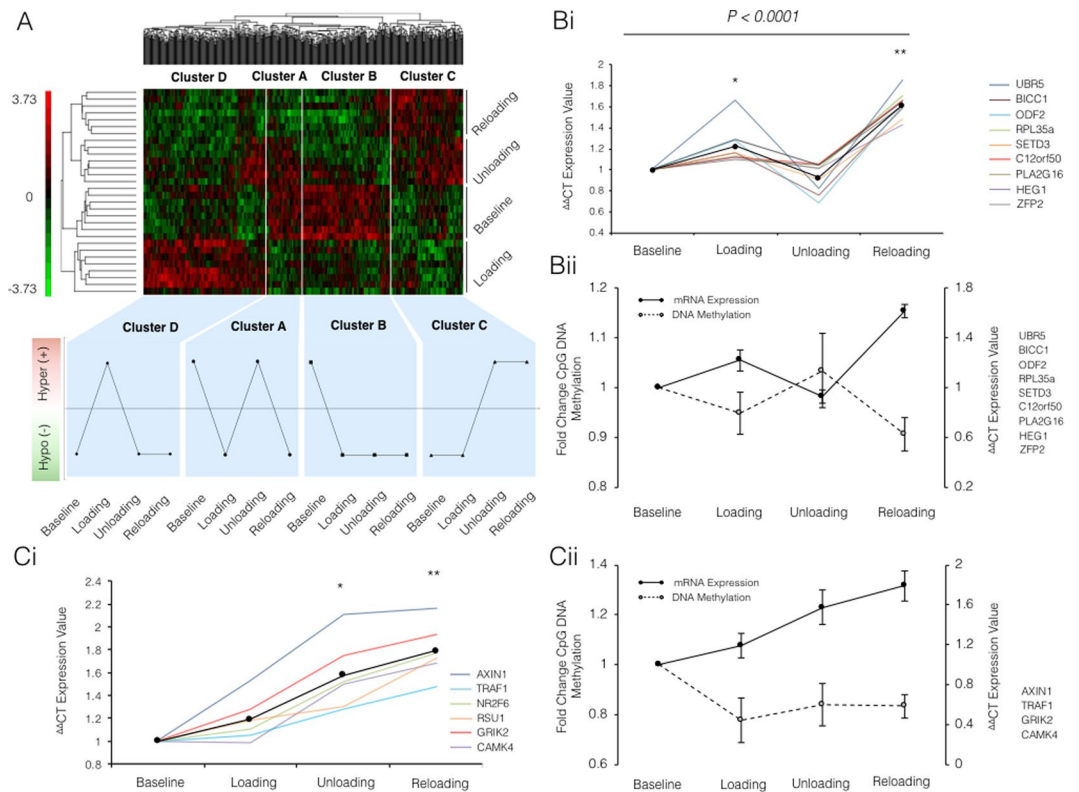 A
Cluster D
Cluster A
Cluster B
Cluster C
3.73
0
-3.73
Reloading
Unloading
Baseline
Loading
Cluster D
Cluster A
Cluster B
Cluster C
Hyper (+)
Hypo (-)
Baseline
Loading
Unloading
Reloading
Baseline
Loading
Unloading
Reloading
Baseline
Loading
Unloading
Reloading
Baseline
Loading
Unloading
Reloading
Bi
P < 0.0001
*
**
ΔΔCT Expression Value
2
1.8
1.6
1.4
1.2
1
0.8
0.6
0.4
Baseline
Loading
Unloading
Reloading
UBR5
BICC1
ODF2
RPL35a
SETD3
C12orf50
PLA2G16
HEG1
ZFP2
Bii
Fold Change CpG DNA
Methylation
1.2
1.1
1
0.9
0.8
mRNA Expression
DNA Methylation
1.8
1.4
1
0.6
0.2
ΔΔCT Expression Value
Baseline
Loading
Unloading
Reloading
UBR5
BICC1
ODF2
RPL35a
SETD3
C12orf50
PLA2G16
HEG1
ZFP2
Ci
ΔΔCT Expression Value
2.4
2.2
2
1.8
1.6
1.4
1.2
1
0.8
*
**
Baseline
Loading
Unloading
Reloading
AXIN1
TRAF1
NR2F6
RSU1
GRIK2
CAMK4
Cii
Fold Change CpG DNA
Methylation
1.4
1.2
1
0.8
0.6
mRNA Expression
DNA Methylation
2
1.6
1.2
0.8
0.4
0
ΔΔCT Expression Value
Baseline
Loading
Unloading
Reloading
AXIN1
TRAF1
GRIK2
CAMK4